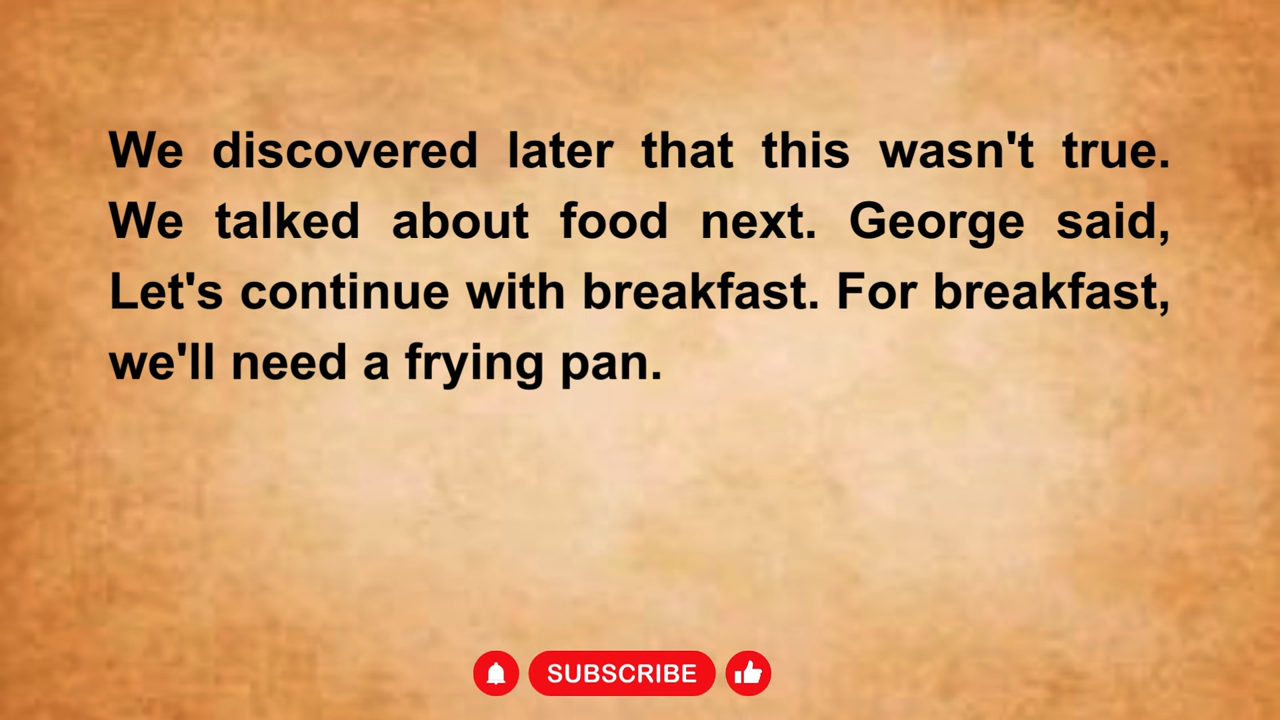 We discovered later that this wasn't true.
We talked about food next. George said,
Let's continue with breakfast. For breakfast,
we'll need a frying pan.
SUBSCRIBE